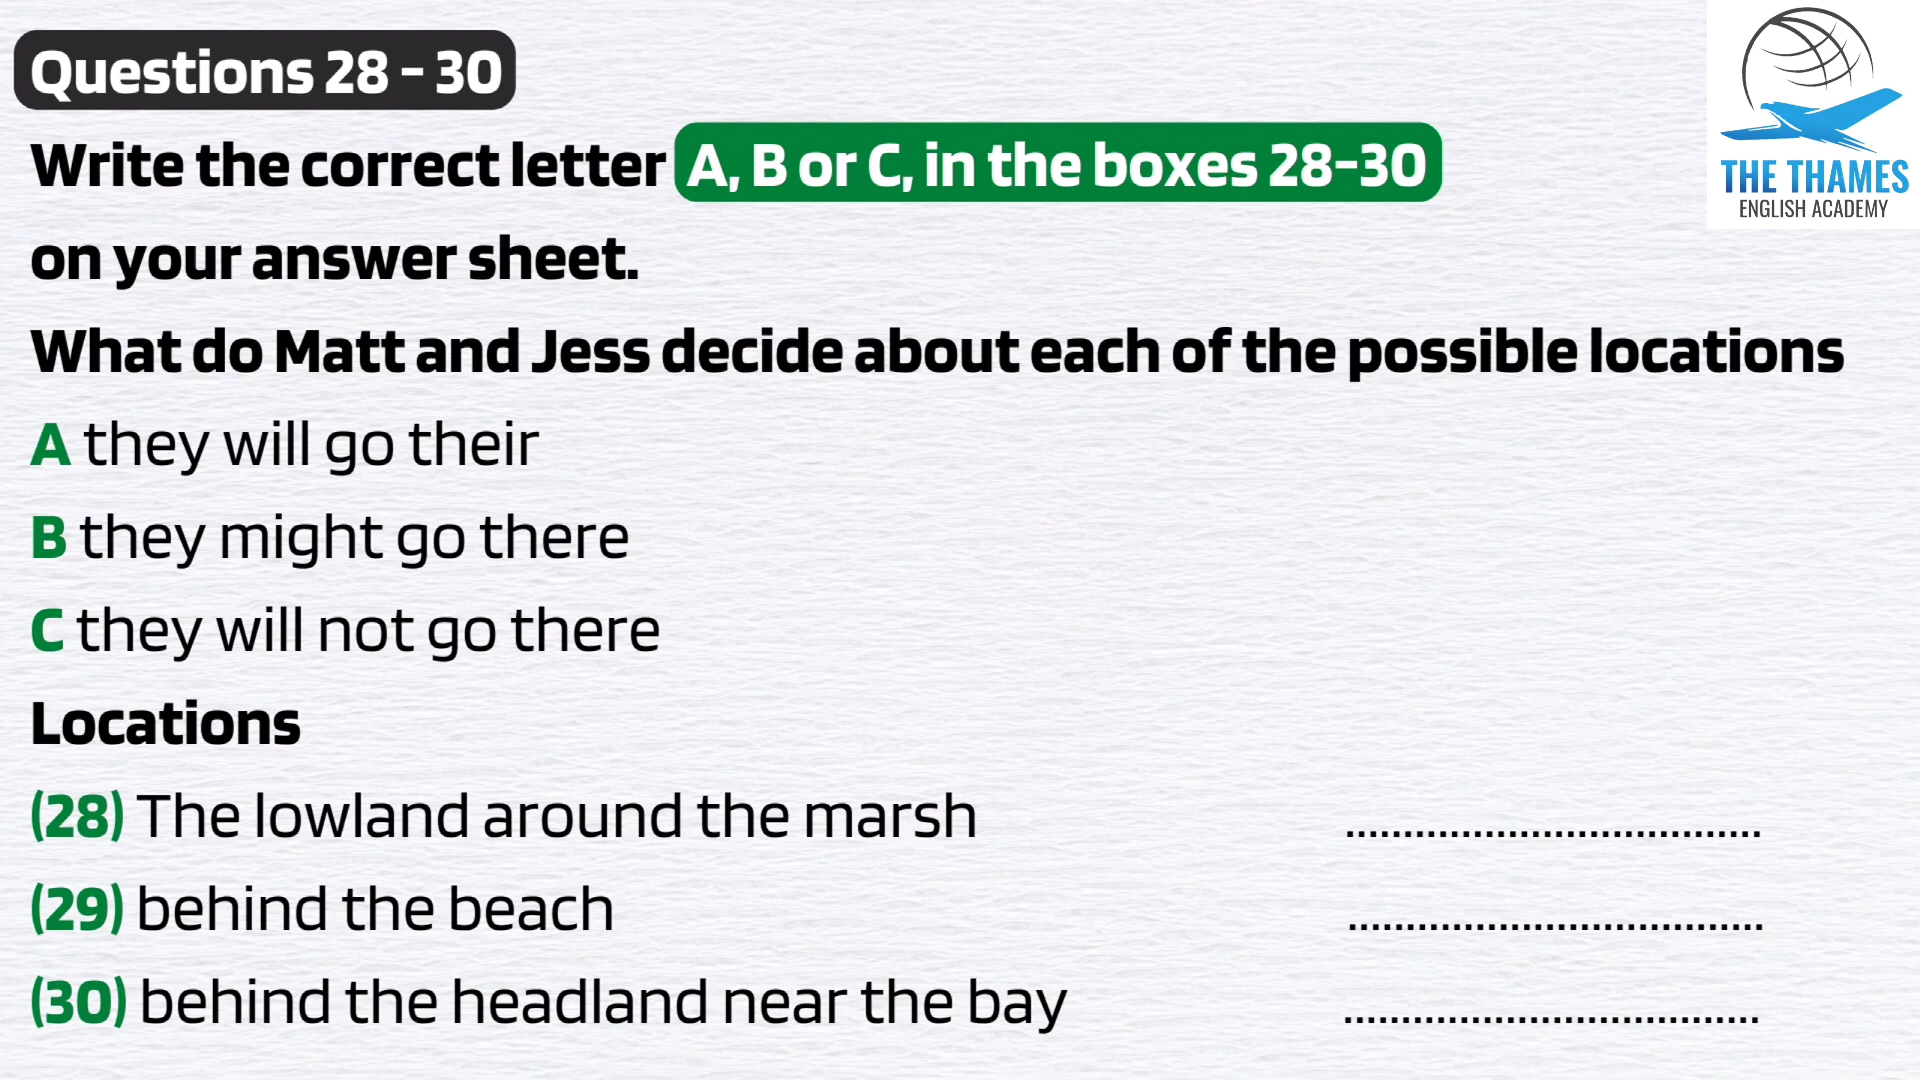 Questions 28 - 30
Write the correct letter A, B or C, in the boxes 28-30
on your answer sheet.
What do Matt and Jess decide about each of the possible locations
A they will go their
B they might go there
C they will not go there
Locations
(28) The lowland around the marsh ....................................
(29) behind the beach ....................................
(30) behind the headland near the bay ....................................
THE THAMES
ENGLISH ACADEMY